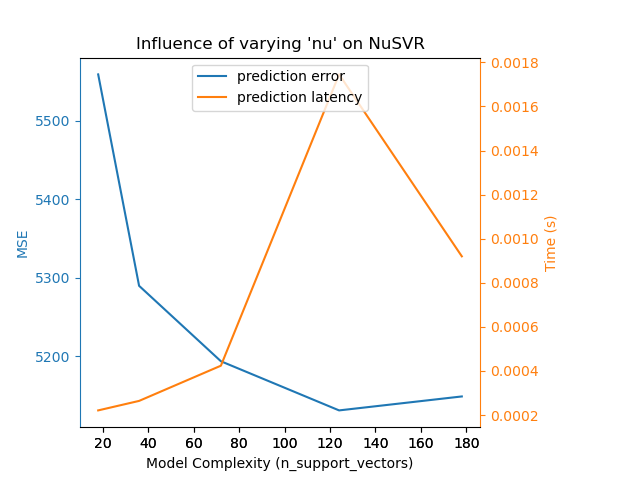 Influence of varying 'nu' on NuSVR
prediction error
prediction latency
MSE
5500
5400
5300
5200
0.0018
0.0016
0.0014
0.0012
0.0010
0.0008
0.0006
0.0004
0.0002
Time (s)
20 40 60 80 100 120 140 160 180
Model Complexity (n_support_vectors)